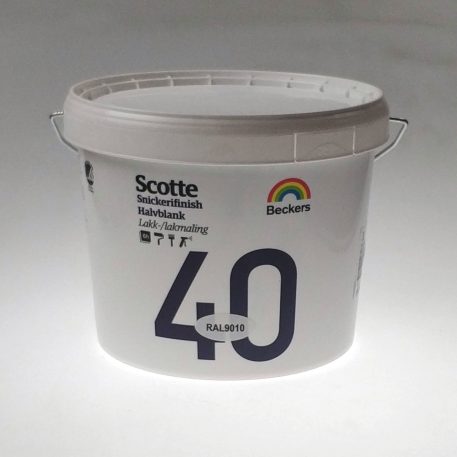 Scotte
Snickerifinish
Halvblank
Lakk-/lakmaling
Beckers
40
RAL9010